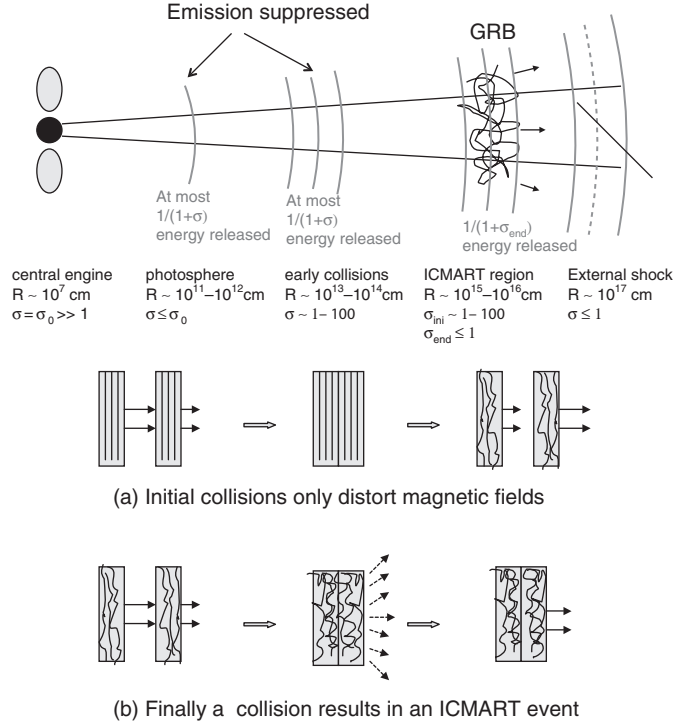 Emission suppressed
GRB
At most
1/(1+σ)
energy released
At most
1/(1+σ)
energy released
1/(1+σ_end)
energy released
central engine
R ~ 10^7 cm
σ = σ_0 >> 1
photosphere
R ~ 10^11–10^12cm
σ ≤ σ_0
early collisions
R ~ 10^13–10^14cm
σ ~ 1– 100
ICMART region
R ~ 10^15–10^16cm
σ_ini ~ 1– 100
σ_end ≤ 1
External shock
R ~ 10^17 cm
σ ≤ 1
(a) Initial collisions only distort magnetic fields
(b) Finally a collision results in an ICMART event